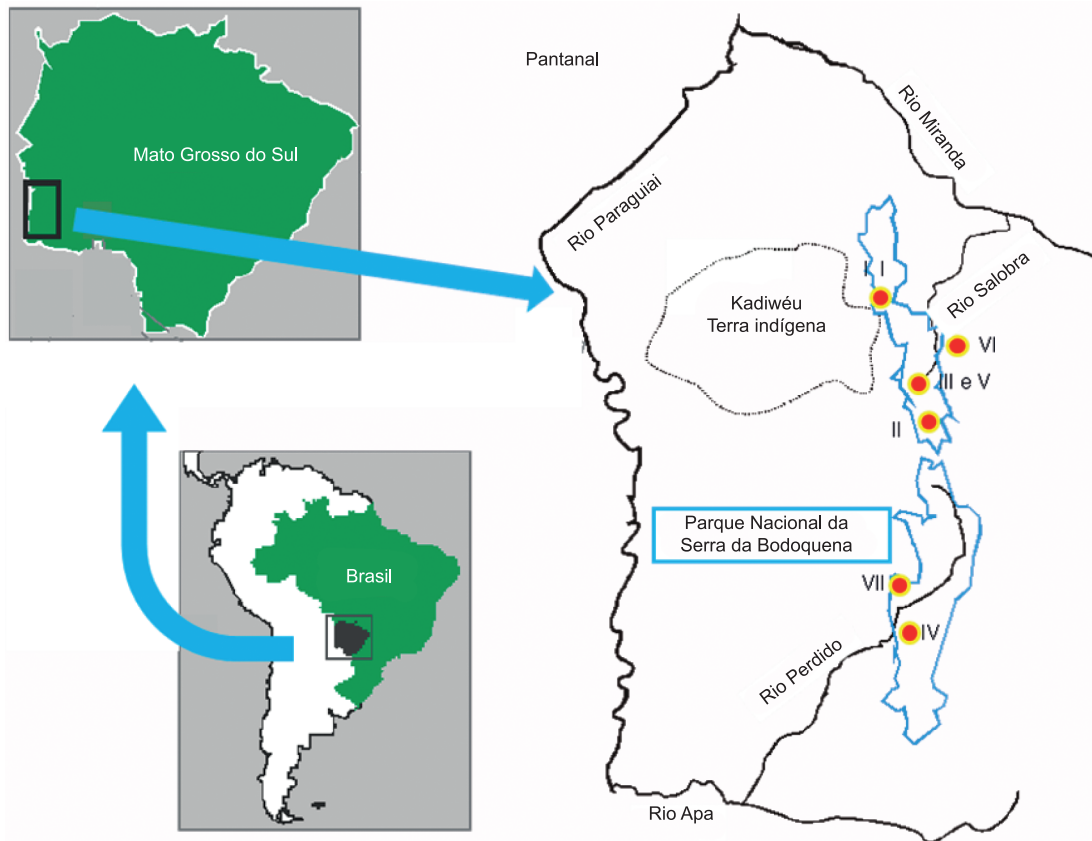 Pantanal
Mato Grosso do Sul
Rio Miranda
Rio Paraguiai
Rio Salobra
Kadiwéu
Terra indígena
I
VI
III e V
II
Parque Nacional da
Serra da Bodoquena
Brasil
VII
IV
Rio Perdido
Rio Apa